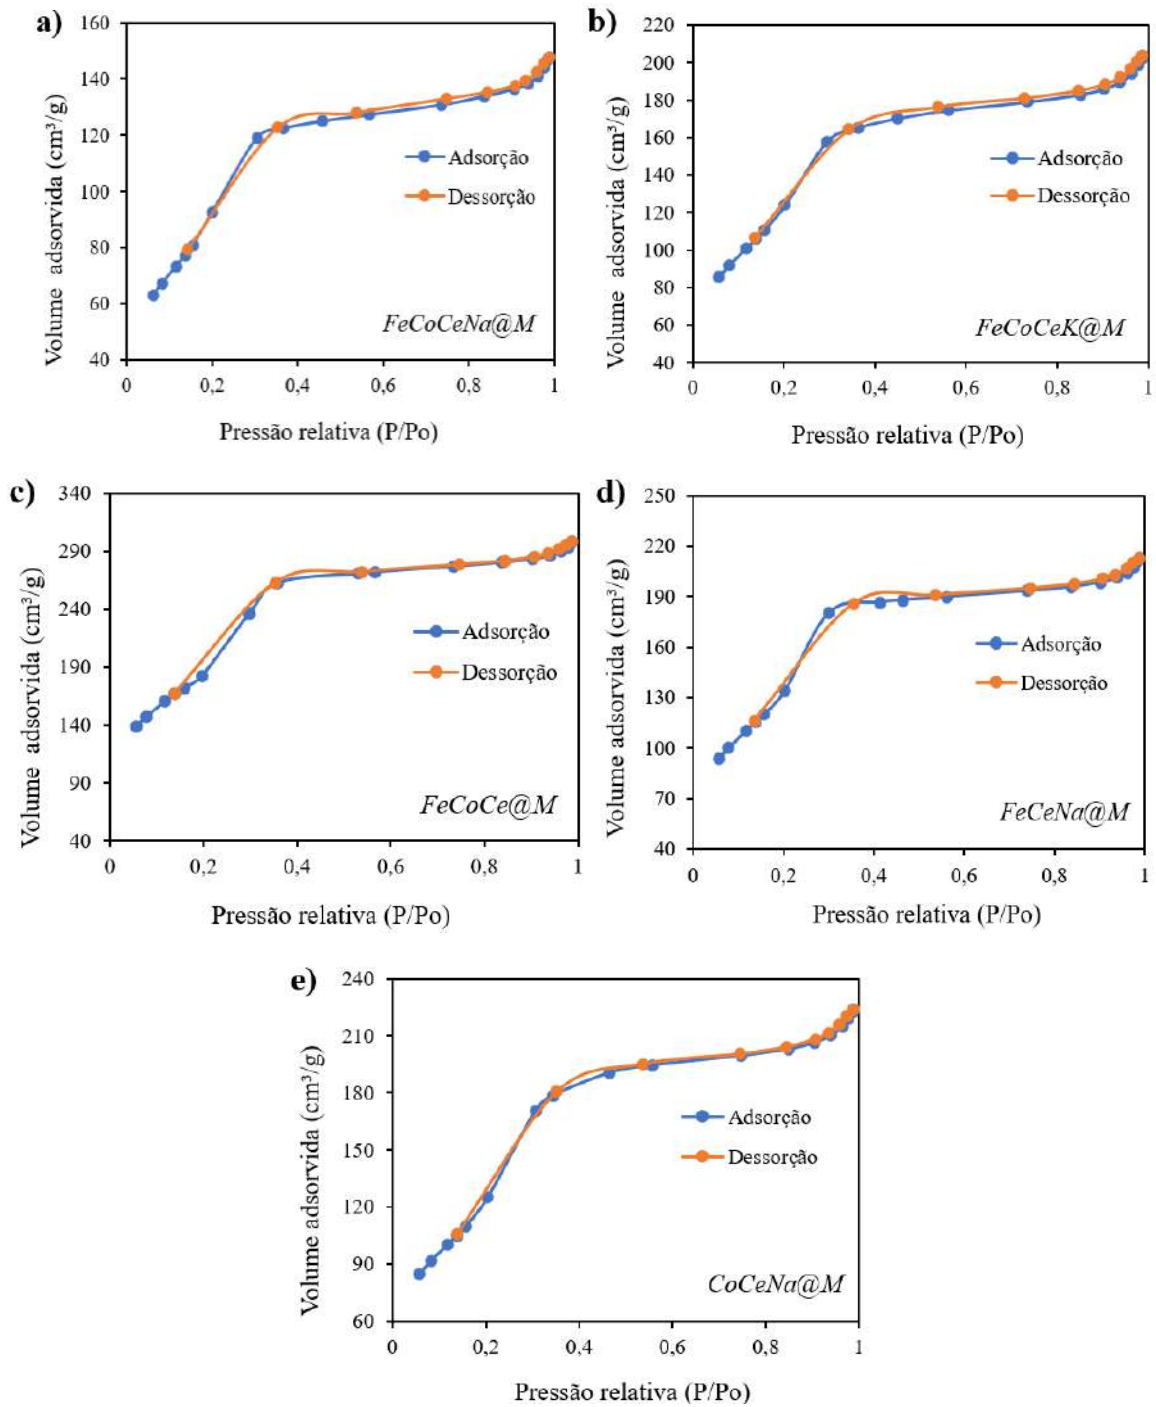 a)
160
140
120
100
80
60
40
0
0,2
0,4
0,6
0,8
1
Volume adsorvida (cm³/g)
Pressão relativa (P/Po)
Adsorção
Dessorção
FeCoCeNa@M
b)
220
200
180
160
140
120
100
80
60
40
0
0,2
0,4
0,6
0,8
1
Volume adsorvida (cm³/g)
Pressão relativa (P/Po)
Adsorção
Dessorção
FeCoCeK@M
c)
340
290
240
190
140
90
40
0
0,2
0,4
0,6
0,8
1
Volume adsorvida (cm³/g)
Pressão relativa (P/Po)
Adsorção
Dessorção
FeCoCe@M
d)
250
220
190
160
130
100
70
40
0
0,2
0,4
0,6
0,8
1
Volume adsorvida (cm³/g)
Pressão relativa (P/Po)
Adsorção
Dessorção
FeCeNa@M
e)
240
210
180
150
120
90
60
0
0,2
0,4
0,6
0,8
1
Volume adsorvida (cm³/g)
Pressão relativa (P/Po)
Adsorção
Dessorção
CoCeNa@M